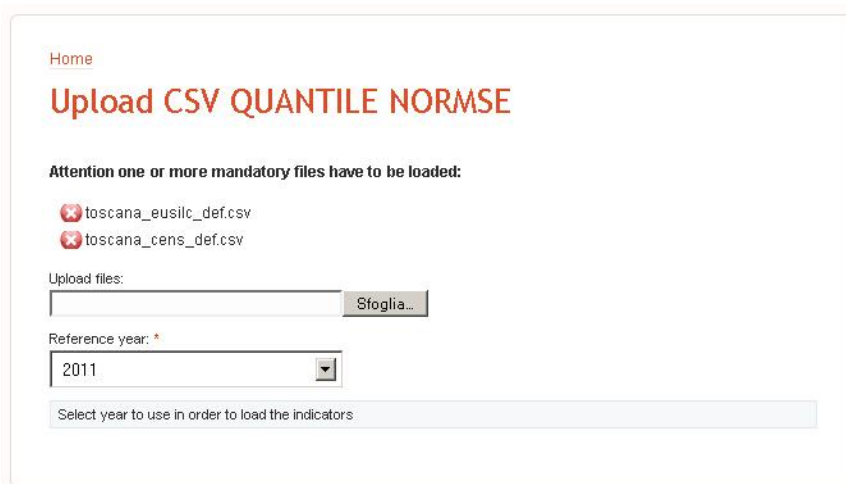 Home
Upload CSV QUANTILE NORMSE
Attention one or more mandatory files have to be loaded:
toscana_eusilc_def.csv
toscana_cens_def.csv
Upload files:
Sfoglia...
Reference year: *
2011
Select year to use in order to load the indicators